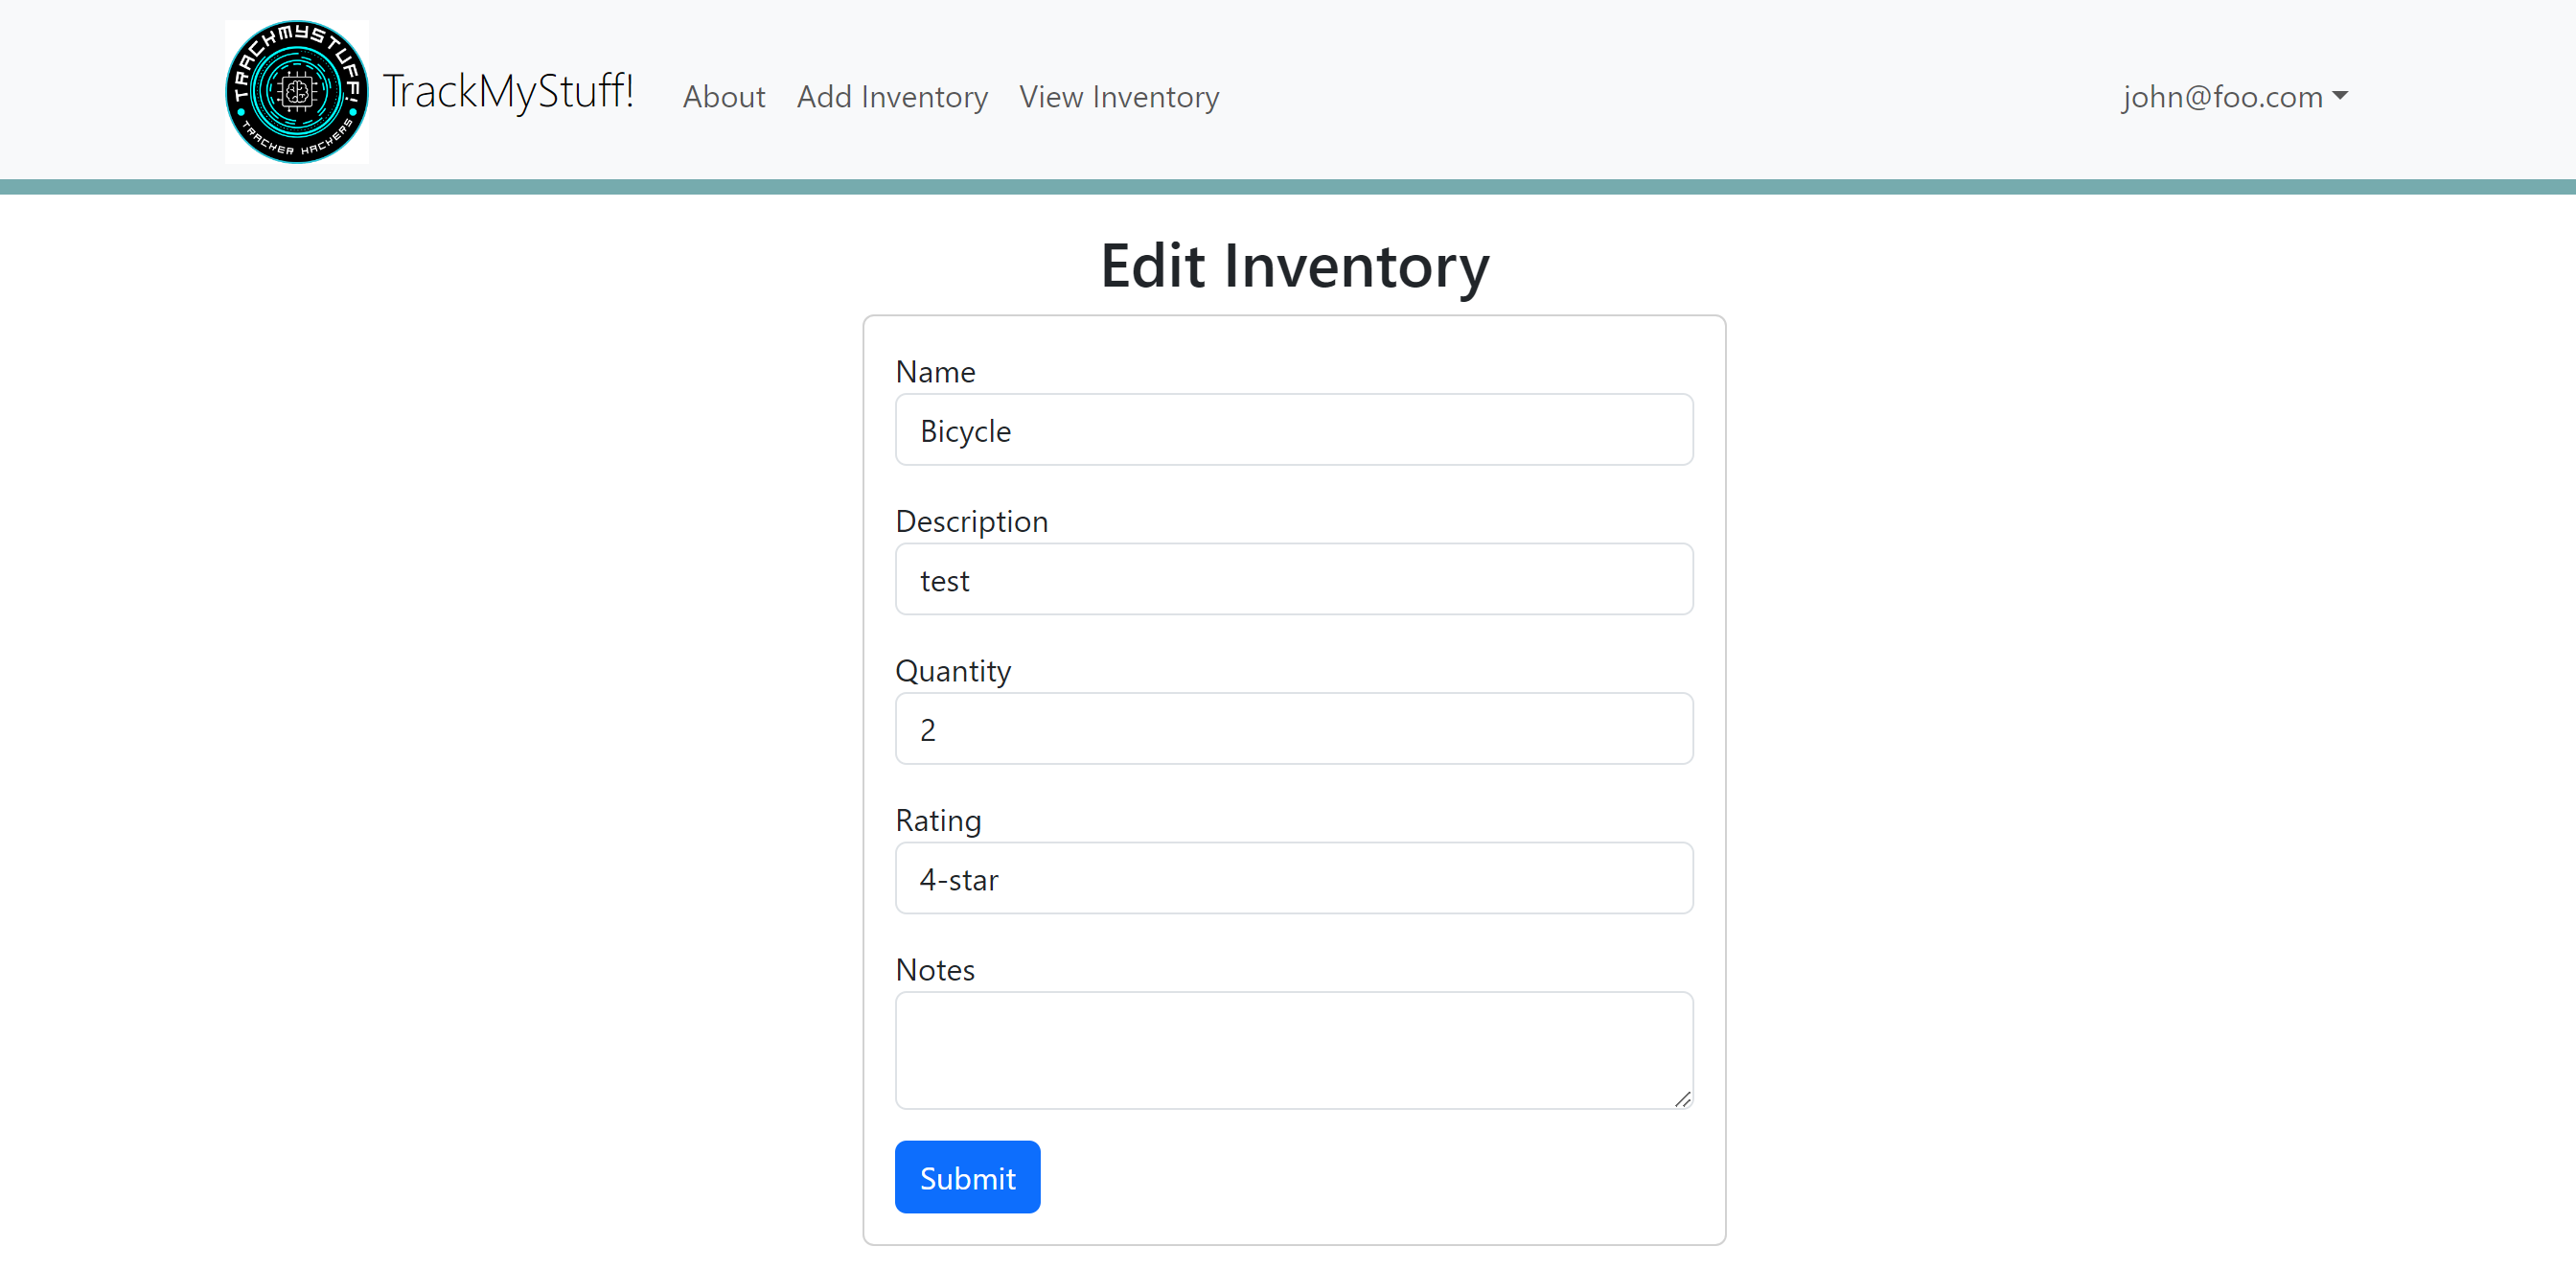 TRACKMYSTUFF!
TRACKER HACKERS
TrackMyStuff!
About
Add Inventory
View Inventory
john@foo.com
Edit Inventory
Name
Bicycle
Description
test
Quantity
2
Rating
4-star
Notes
Submit